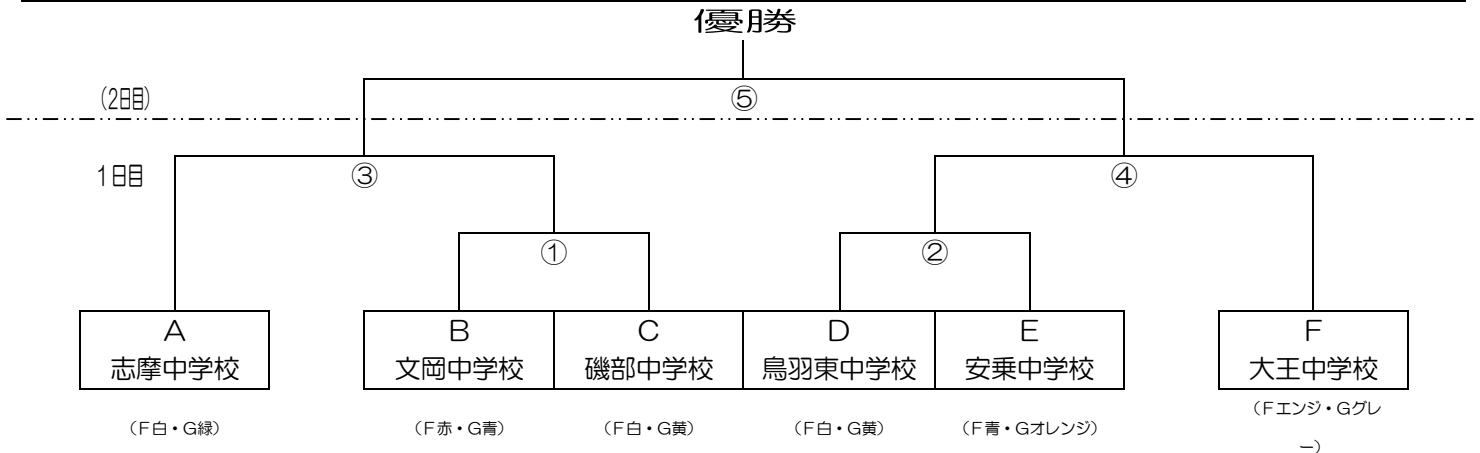 優勝
(2日目)
⑤
1日目
③
④
①
②
A
志摩中学校
B
文岡中学校
C
磯部中学校
D
鳥羽東中学校
E
安乗中学校
F
大王中学校
（F白・G緑）
（F赤・G青）
（F白・G黄）
（F白・G黄）
（F青・Gオレンジ）
（Fエンジ・Gグレ
ー）